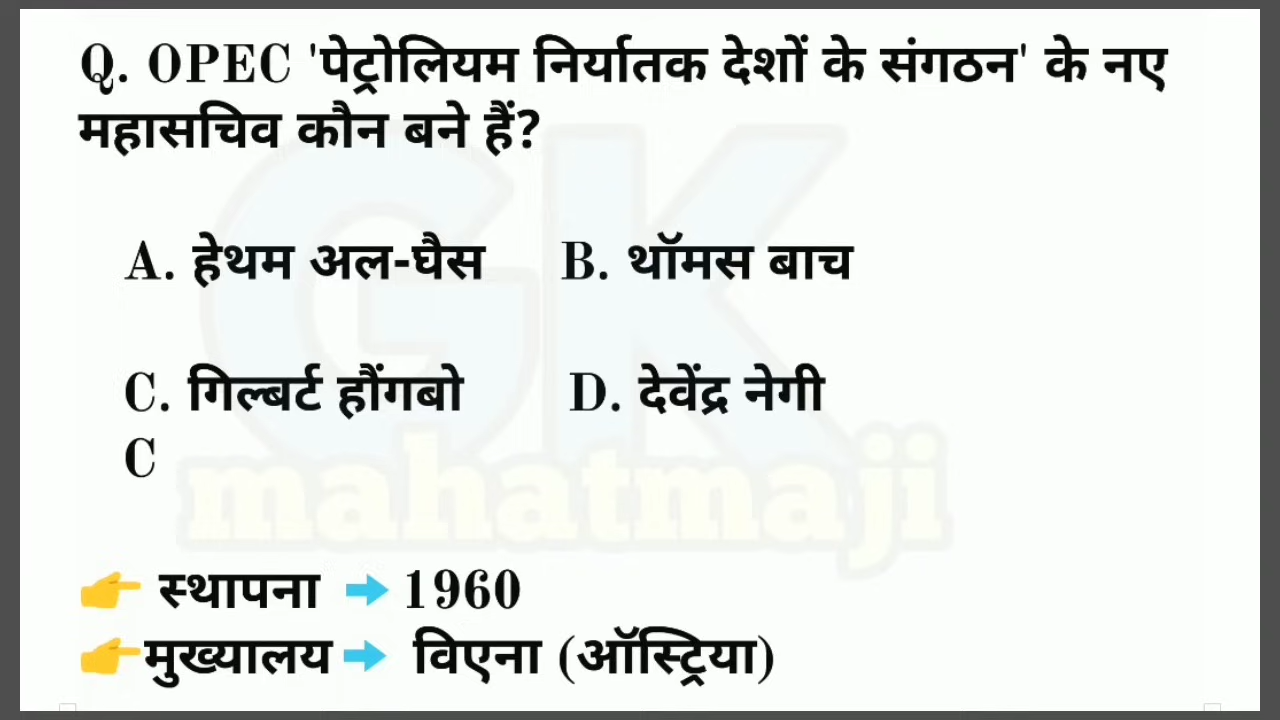 Q. OPEC 'पेट्रोलियम निर्यातक देशों के संगठन' के नए
महासचिव कौन बने हैं?
A. हेथम अल-घैस B. थॉमस बाच
C. गिल्बर्ट हौंगबो D. देवेंद्र नेगी
C
GK
mahatmaji
👉 स्थापना ➡ 1960
👉मुख्यालय➡ विएना (ऑस्ट्रिया)